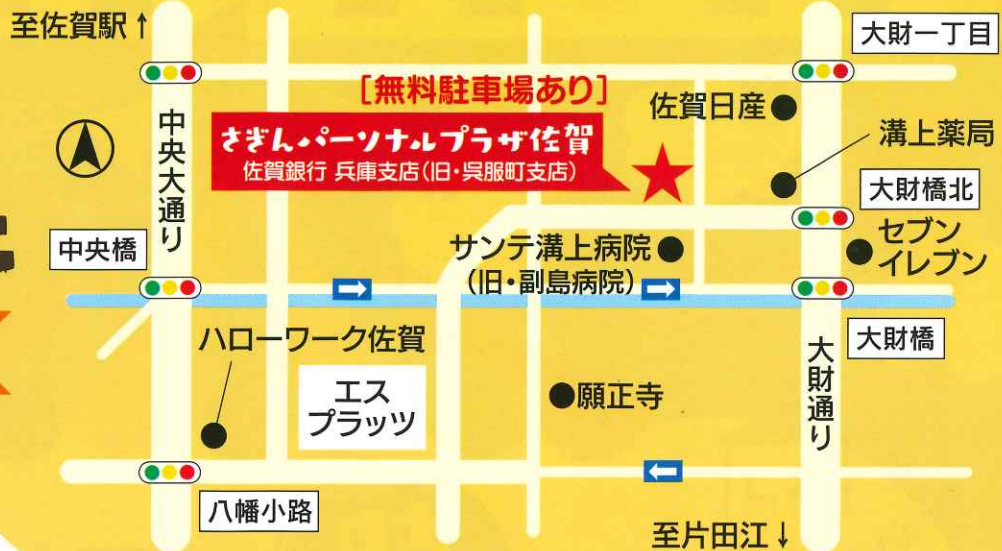 至佐賀駅↑
大財一丁目
[無料駐車場あり]
佐賀日産
さぎんパーソナルプラザ佐賀
佐賀銀行 兵庫支店(旧・呉服町支店)
溝上薬局
中央大通り
大財橋北
中央橋
サンテ溝上病院
(旧・副島病院)
セブン
イレブン
ハローワーク佐賀
大財橋
エス
プラッツ
願正寺
大財通り
八幡小路
至片田江↓